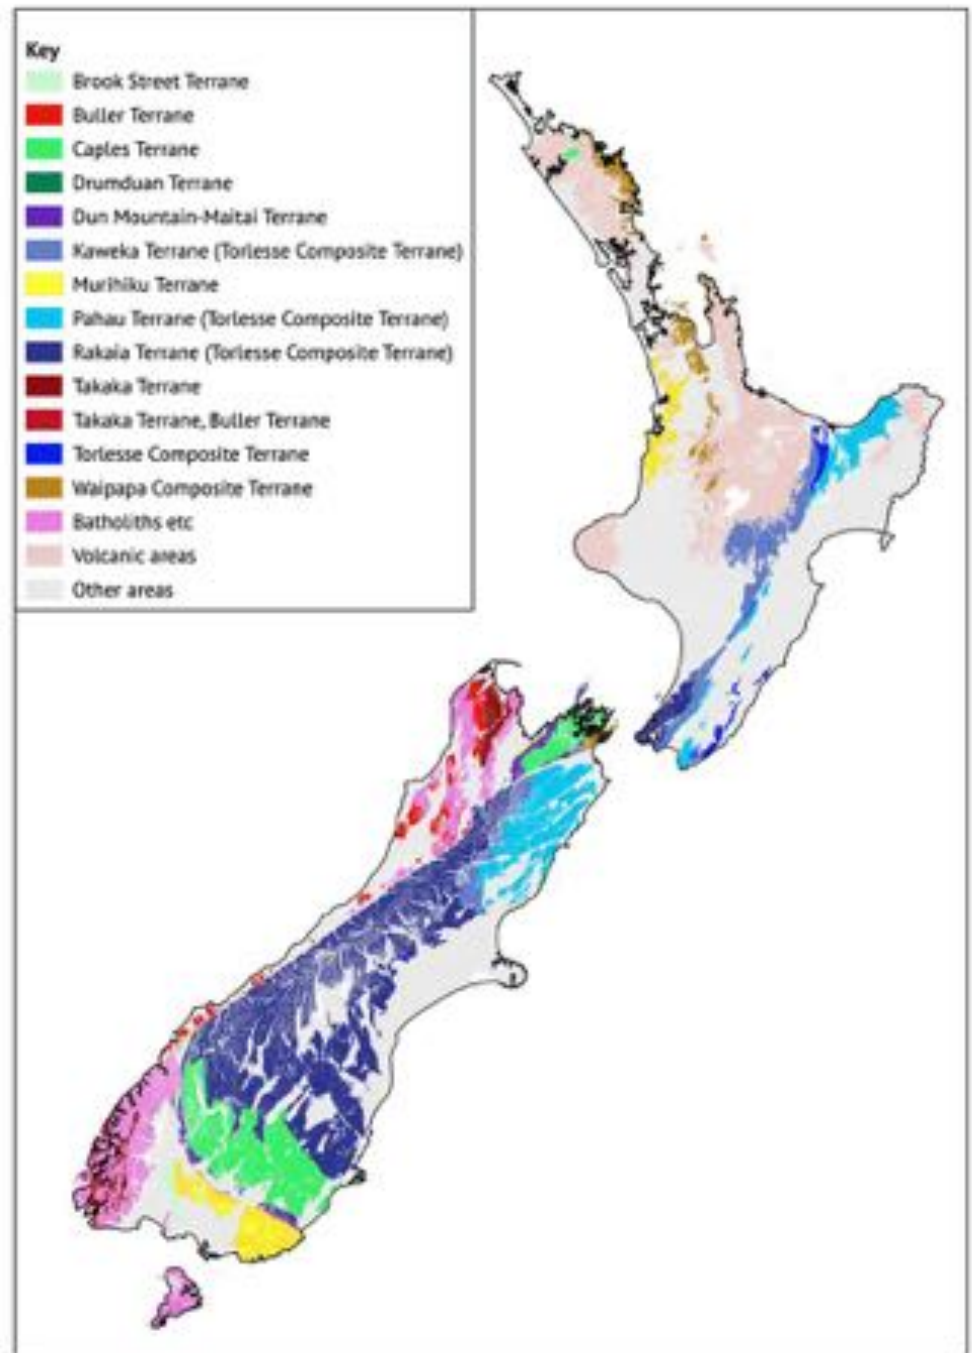 Key
Brook Street Terrane
Buller Terrane
Caples Terrane
Drumduan Terrane
Dun Mountain-Maitai Terrane
Kaweka Terrane (Torlesse Composite Terrane)
Murihiku Terrane
Pahau Terrane (Torlesse Composite Terrane)
Rakaia Terrane (Torlesse Composite Terrane)
Takaka Terrane
Takaka Terrane, Buller Terrane
Torlesse Composite Terrane
Waipapa Composite Terrane
Batholiths etc
Volcanic areas
Other areas